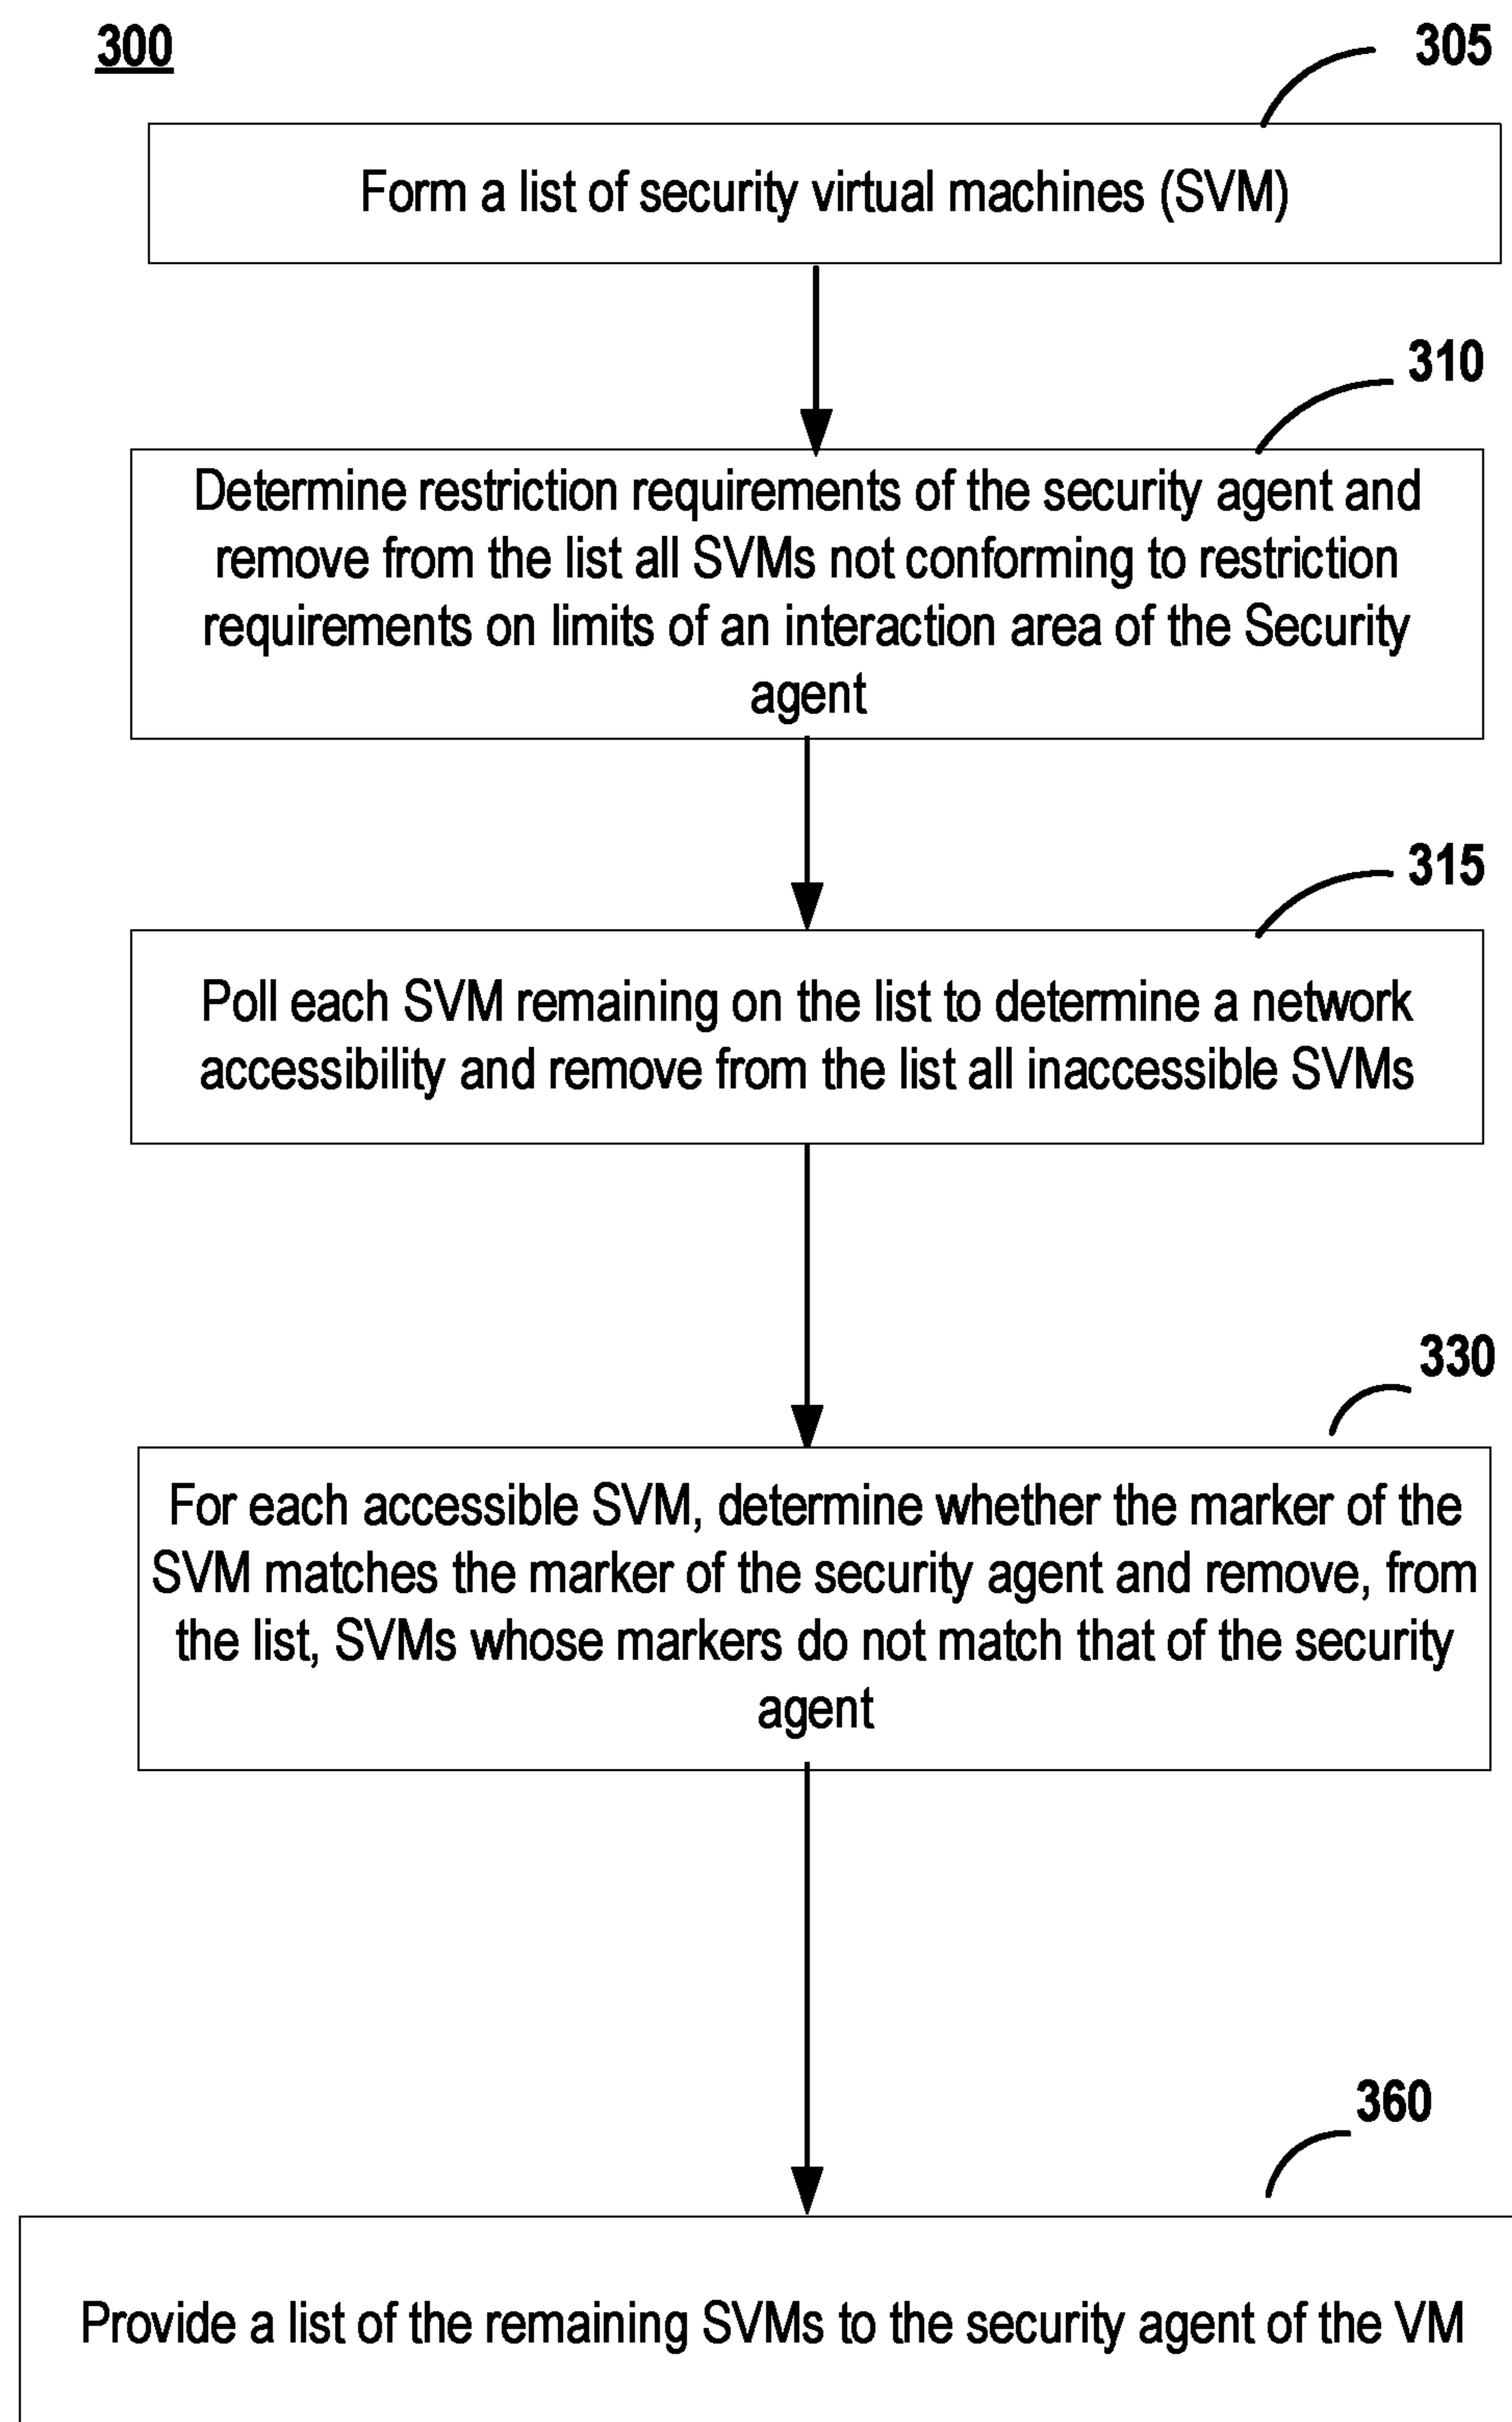 300
305
Form a list of security virtual machines (SVM)
310
Determine restriction requirements of the security agent and
remove from the list all SVMs not conforming to restriction
requirements on limits of an interaction area of the Security
agent
315
Poll each SVM remaining on the list to determine a network
accessibility and remove from the list all inaccessible SVMs
330
For each accessible SVM, determine whether the marker of the
SVM matches the marker of the security agent and remove, from
the list, SVMs whose markers do not match that of the security
agent
360
Provide a list of the remaining SVMs to the security agent of the VM